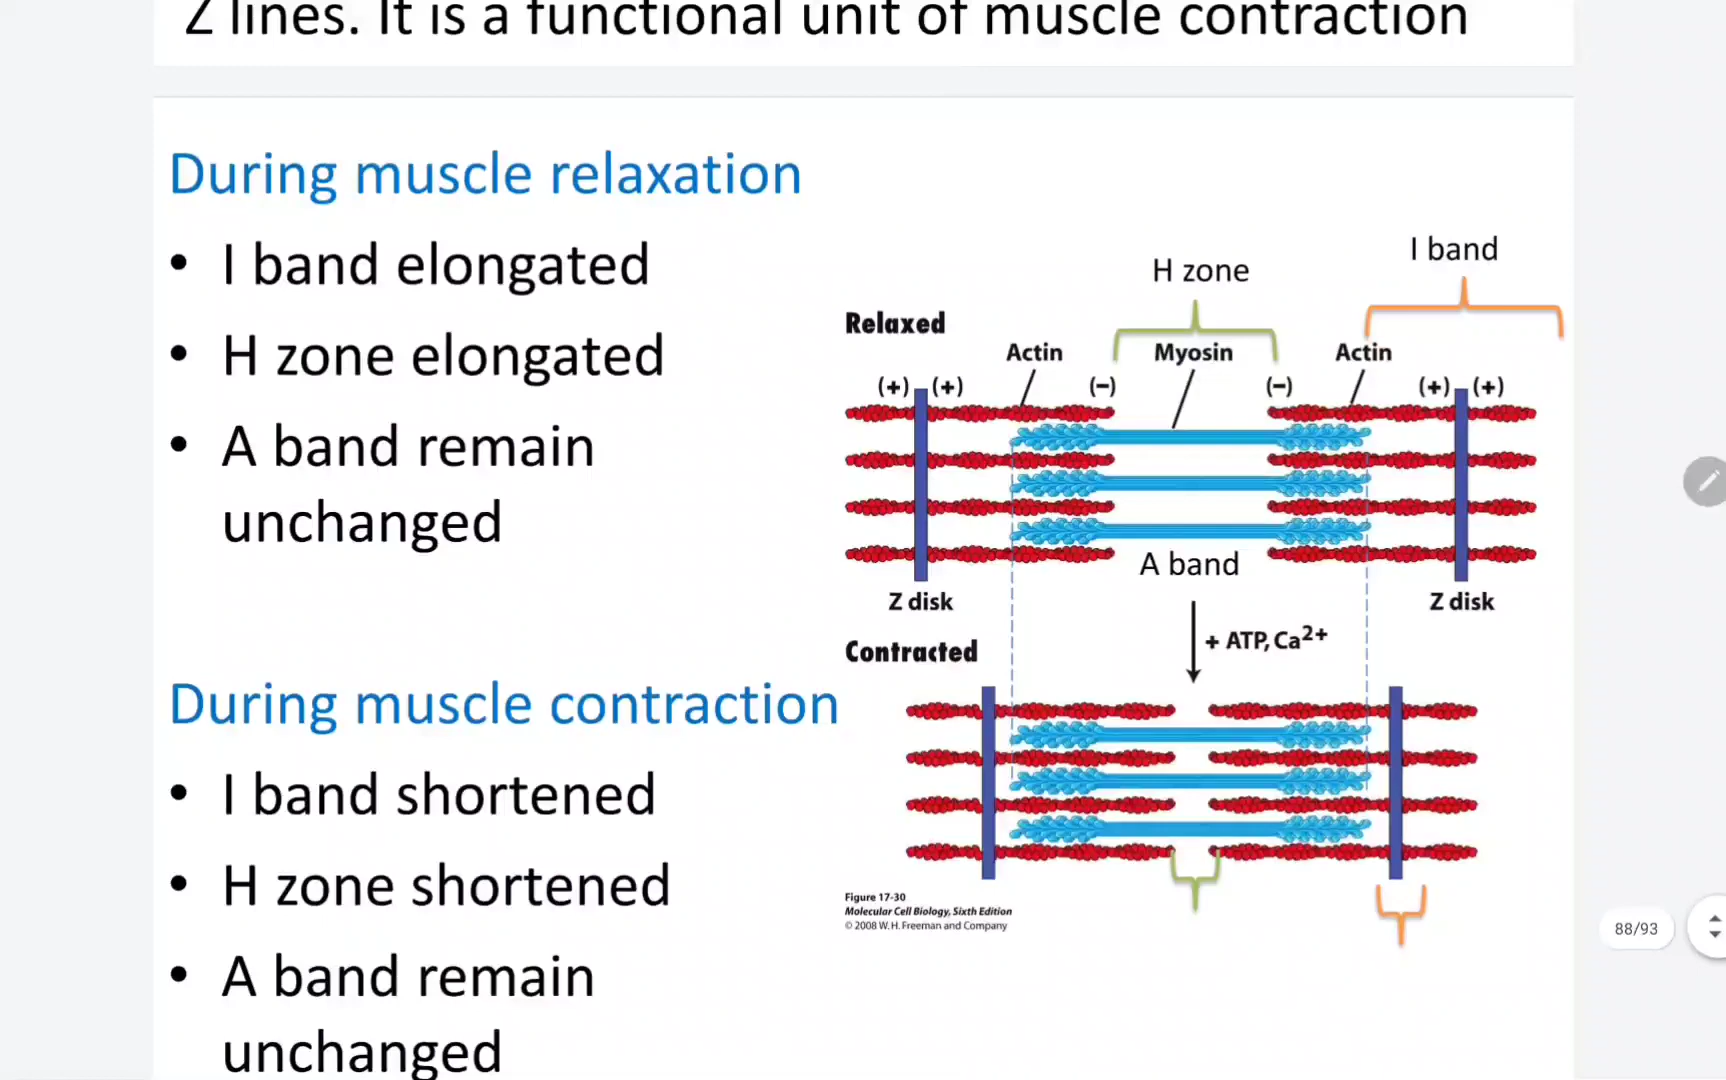 Z lines. It is a functional unit of muscle contraction
During muscle relaxation
• I band elongated
• H zone elongated
• A band remain
unchanged
During muscle contraction
• I band shortened
• H zone shortened
• A band remain
unchanged
H zone
I band
Relaxed
Actin
Myosin
Actin
(+) (+)
(−)
(−)
(+) (+)
A band
Z disk
Z disk
+ ATP, Ca2+
Contracted
Figure 17-30
Molecular Cell Biology, Sixth Edition
© 2008 W. H. Freeman and Company
88/93